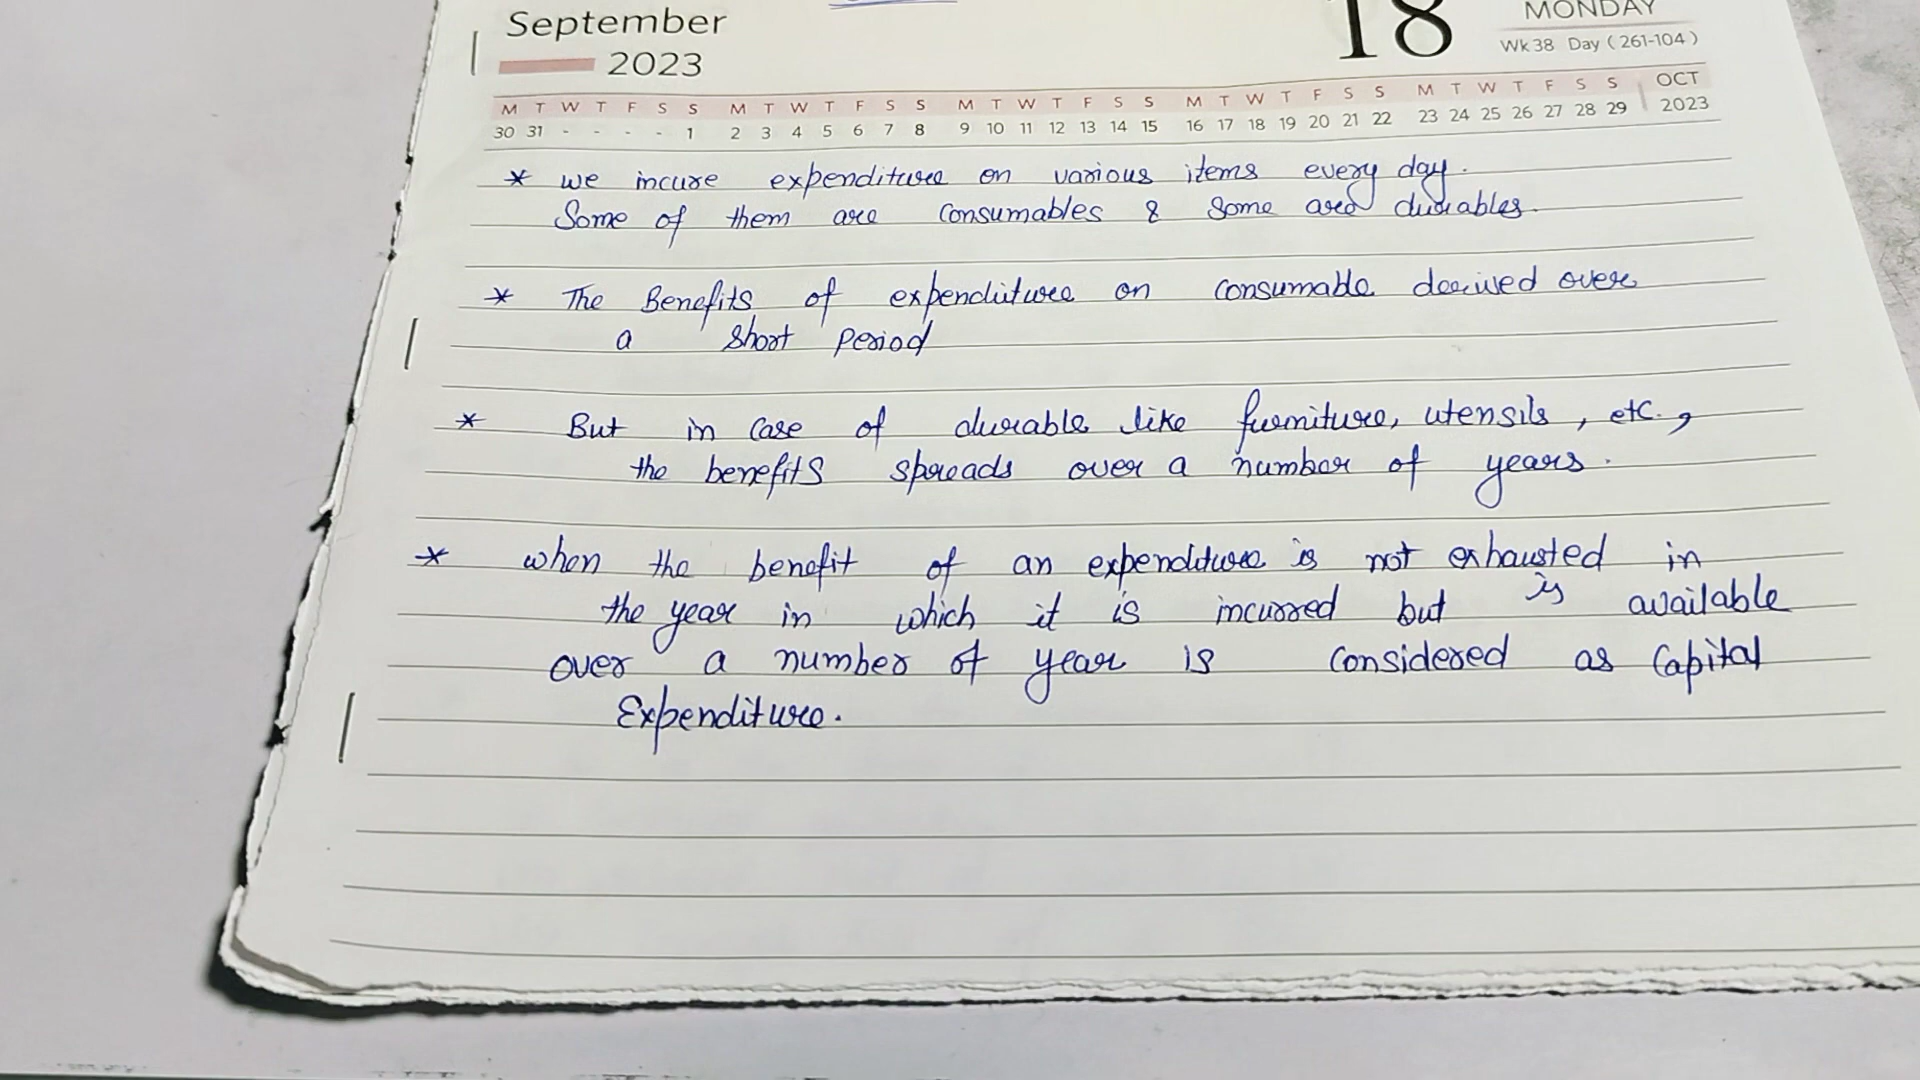 September
18
MONDAY
2023
Wk 38 Day (261-104)
M T W T F S S M T W T F S S M T W T F S S M T W T F S S M T W T F S S OCT
30 31 - - - - 1 2 3 4 5 6 7 8 9 10 11 12 13 14 15 16 17 18 19 20 21 22 23 24 25 26 27 28 29 2023
* we incure expenditure on various items every day.
Some of them are Consumables & Some are durables.
* The Benefits of expenditure on Consumable derived over
a Short Period
* But in Case of durable like furniture, utensils, etc.,
the benefits spreads over a number of years.
* when the benefit of an expenditure is not exhausted in
the year in which it is incurred but is available
over a number of year is Considered as Capital
Expenditure.